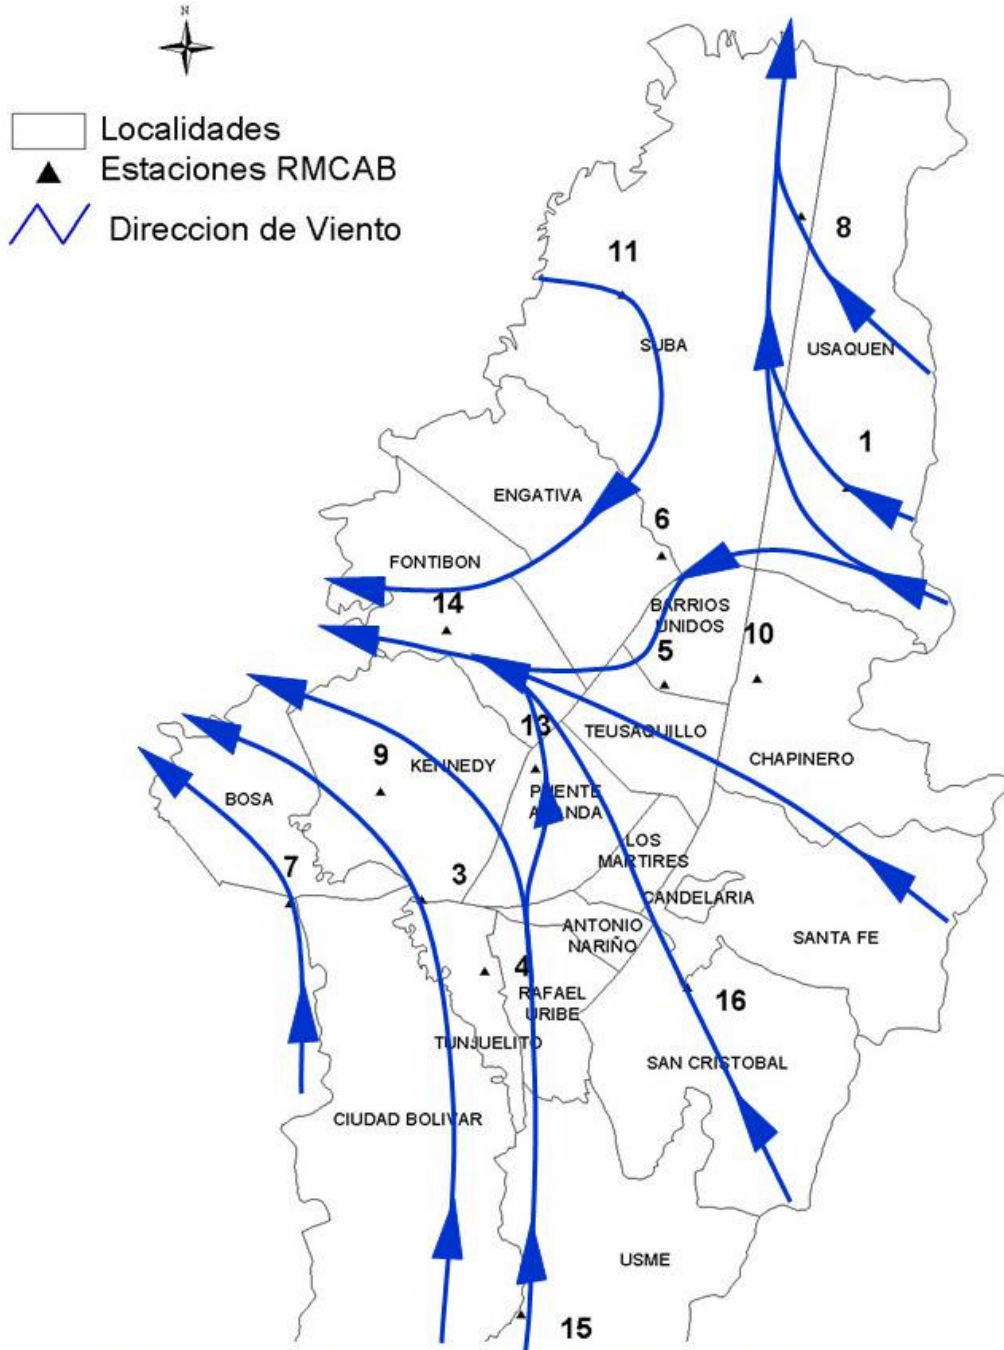 N
Localidades
Estaciones RMCAB
Direccion de Viento
8
11
SUBA
USAQUEN
1
ENGATIVA
6
FONTIBON
14
BARRIOS
UNIDOS
10
5
13
TEUSAQUILLO
9
KENNEDY
CHAPINERO
BOSA
PUENTE
ARANDA
LOS
MARTIRES
7
3
CANDELARIA
ANTONIO
NARIÑO
SANTA FE
4
RAFAEL
URIBE
16
TUNJUELITO
SAN CRISTOBAL
CIUDAD BOLIVAR
USME
15